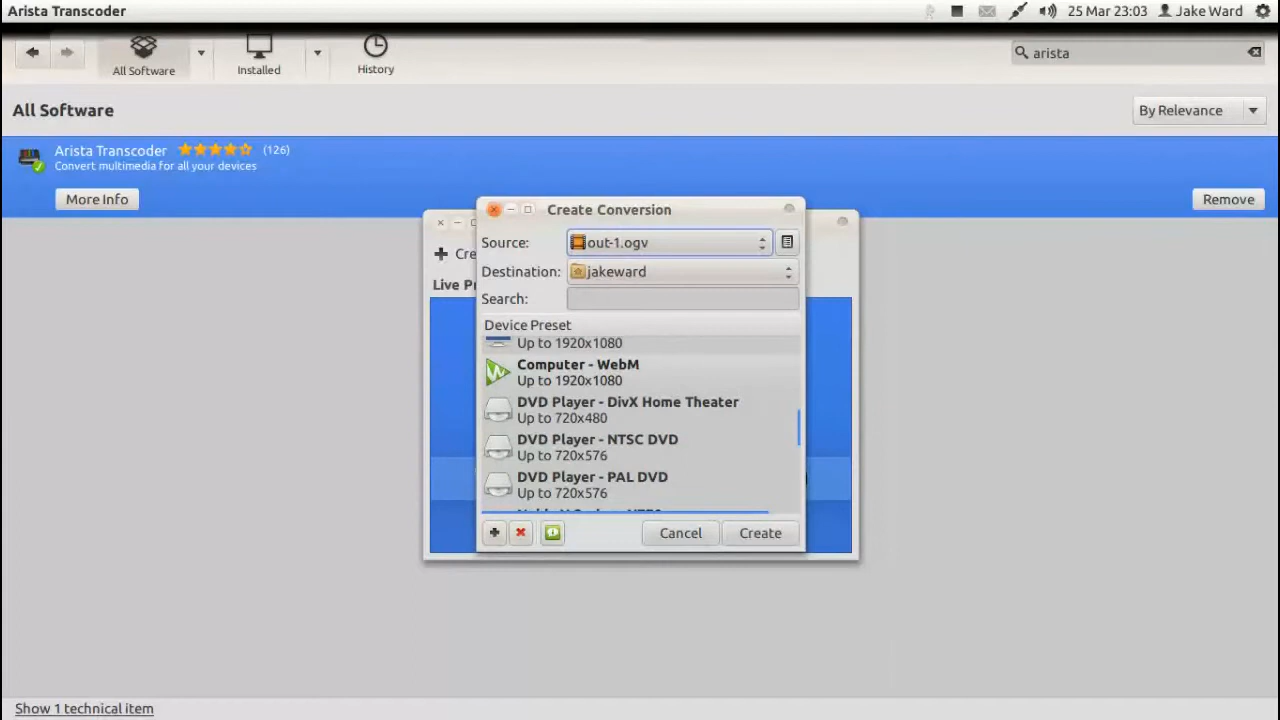 Arista Transcoder
25 Mar 23:03 Jake Ward
All Software
Installed
History
arista
All Software
By Relevance
Arista Transcoder (126)
Convert multimedia for all your devices
More Info
Remove
Create Conversion
Source: out-1.ogv
Destination: jakeward
Search:
Cre
Live Pr
Device Preset
Up to 1920x1080
Computer - WebM
Up to 1920x1080
DVD Player - DivX Home Theater
Up to 720x480
DVD Player - NTSC DVD
Up to 720x576
DVD Player - PAL DVD
Up to 720x576
Cancel
Create
Show 1 technical item